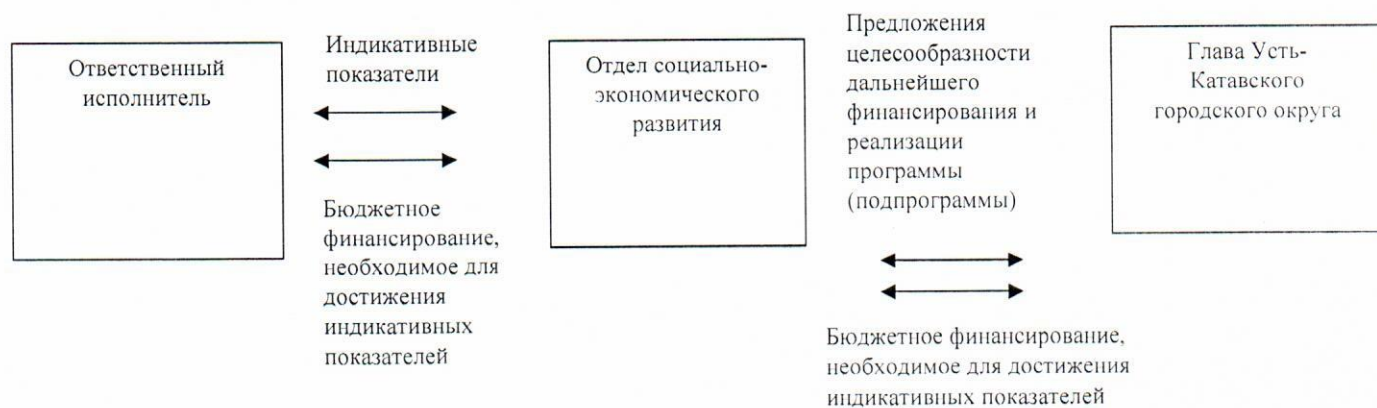 Ответственный
исполнитель
Индикативные
показатели
Бюджетное
финансирование,
необходимое для
достижения
индикативных
показателей
Отдел социально-
экономического
развития
Предложения
целесообразности
дальнейшего
финансирования и
реализации
программы
(подпрограммы)
Бюджетное финансирование,
необходимое для достижения
индикативных показателей
Глава Усть-
Катавского
городского округа